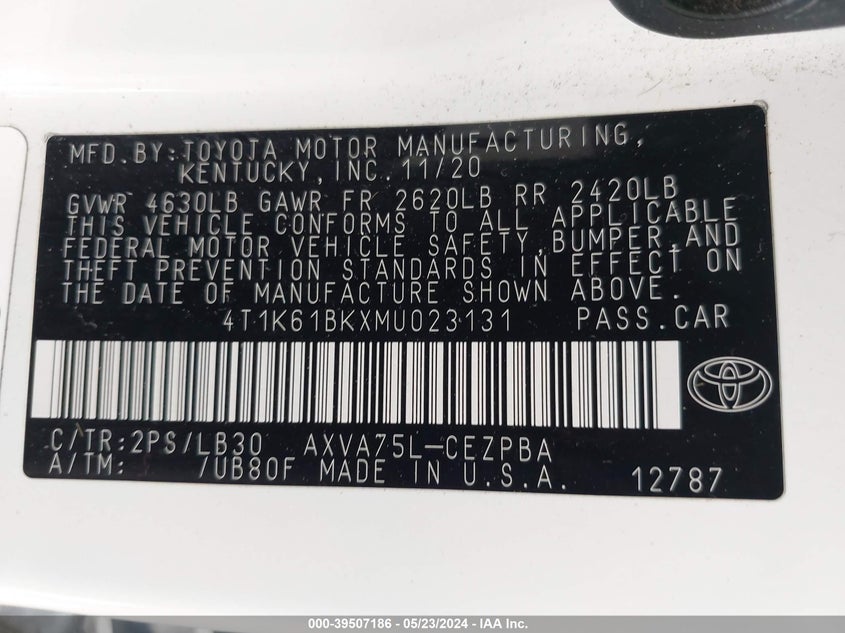 MFD.BY:TOYOTA MOTOR MANUFACTURING,
KENTUCKY,INC.11/20
GVWR 4630LB GAWR FR 2620LB RR 2420LB
THIS VEHICLE CONFORMS TO ALL APPLICABLE
FEDERAL MOTOR VEHICLE SAFETY,BUMPER,AND
THEFT PREVENTION STANDARDS IN EFFECT ON
THE DATE OF MANUFACTURE SHOWN ABOVE.
4T1K61BKXMU023131 PASS.CAR
C/TR:2PS/LB30 AXVA75L-CEZPBA
A/TM: /UB80F MADE IN U.S.A. 12787
000-39507186 - 05/23/2024 - IAA Inc.